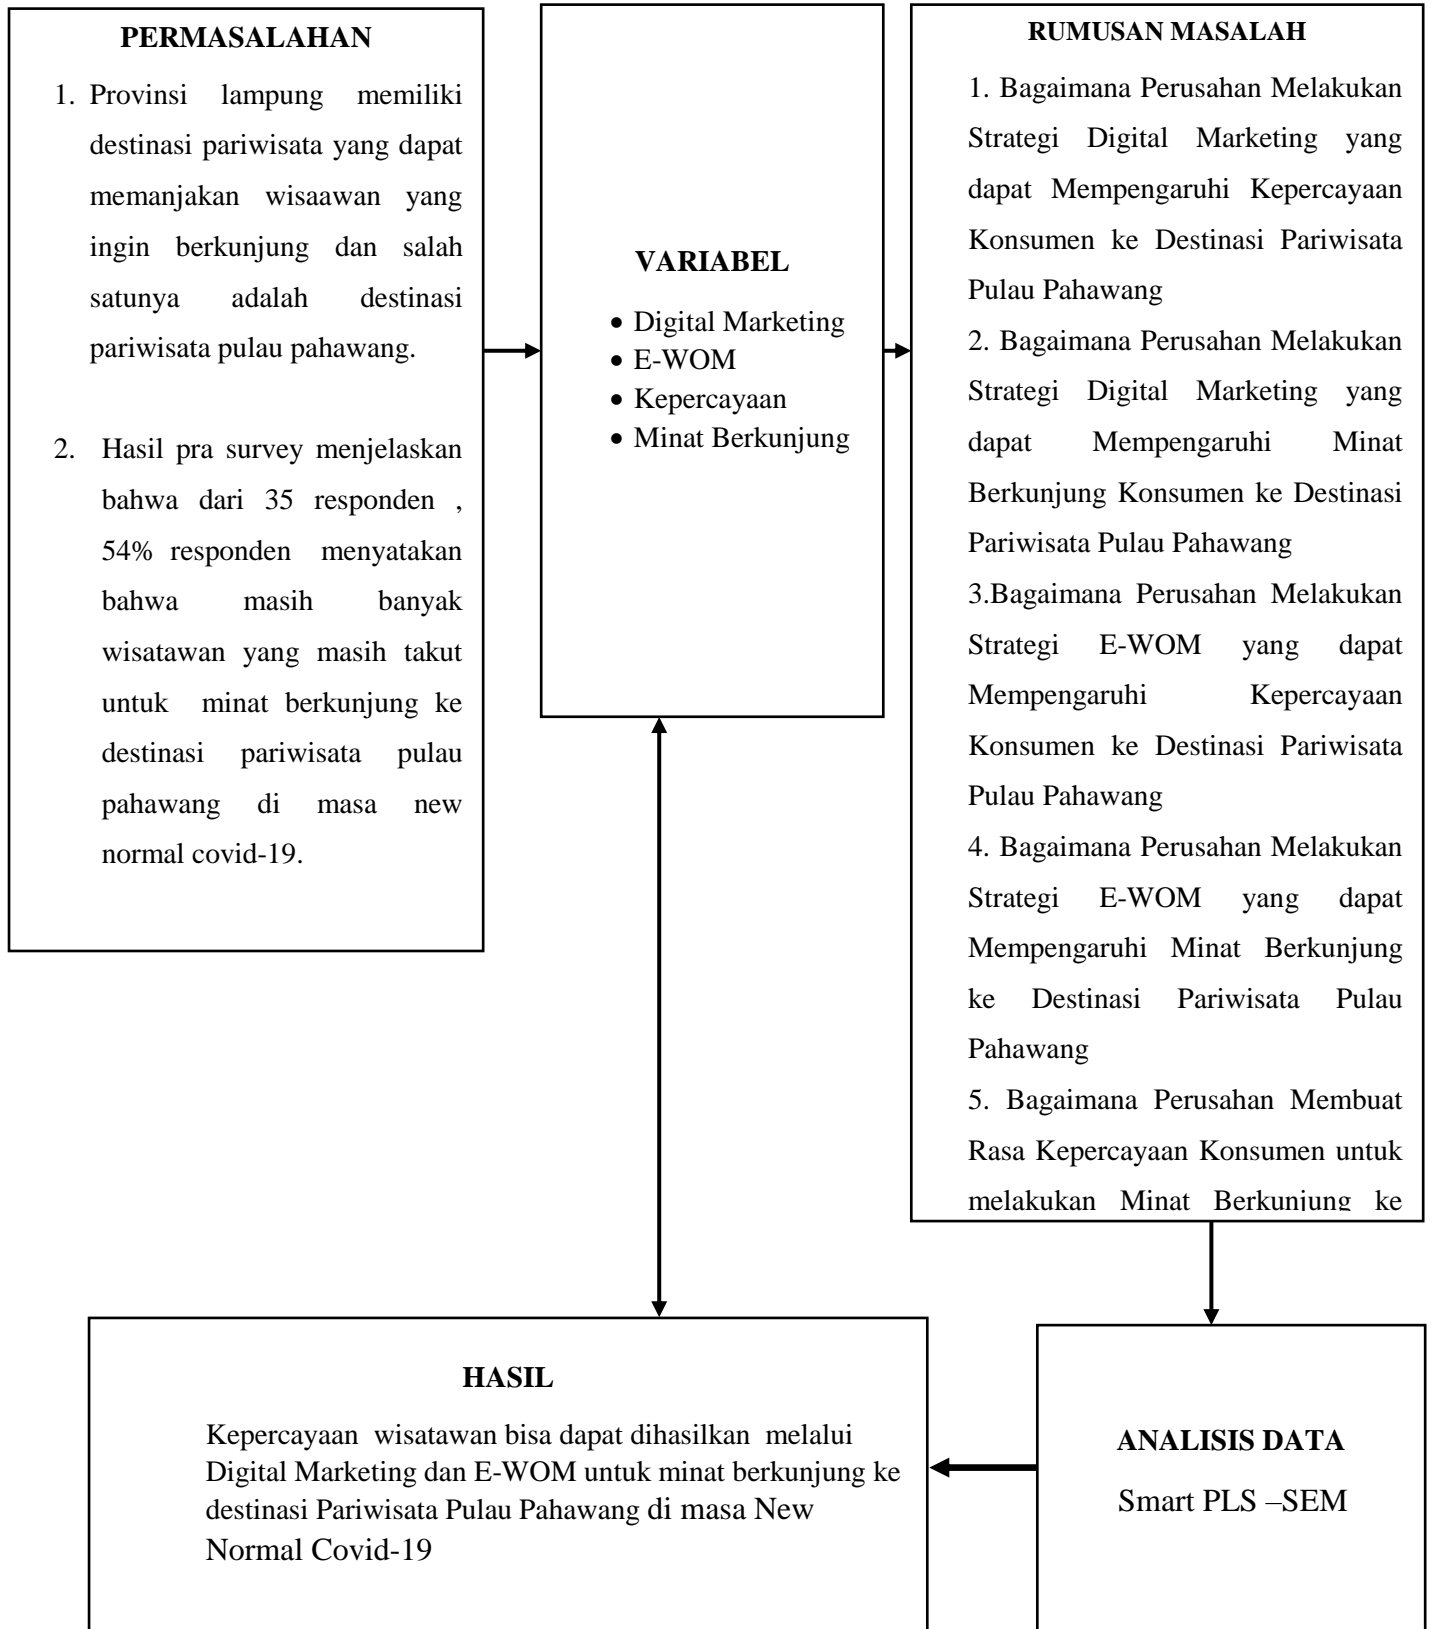 PERMASALAHAN
1. Provinsi lampung memiliki
destinasi pariwisata yang dapat
memanjakan wisaawan yang
ingin berkunjung dan salah
satunya adalah destinasi
pariwisata pulau pahawang.
2. Hasil pra survey menjelaskan
bahwa dari 35 responden ,
54% responden menyatakan
bahwa masih banyak
wisatawan yang masih takut
untuk minat berkunjung ke
destinasi pariwisata pulau
pahawang di masa new
normal covid-19.
VARIABEL
• Digital Marketing
• E-WOM
• Kepercayaan
• Minat Berkunjung
RUMUSAN MASALAH
1. Bagaimana Perusahan Melakukan
Strategi Digital Marketing yang
dapat Mempengaruhi Kepercayaan
Konsumen ke Destinasi Pariwisata
Pulau Pahawang
2. Bagaimana Perusahan Melakukan
Strategi Digital Marketing yang
dapat Mempengaruhi Minat
Berkunjung Konsumen ke Destinasi
Pariwisata Pulau Pahawang
3.Bagaimana Perusahan Melakukan
Strategi E-WOM yang dapat
Mempengaruhi Kepercayaan
Konsumen ke Destinasi Pariwisata
Pulau Pahawang
4. Bagaimana Perusahan Melakukan
Strategi E-WOM yang dapat
Mempengaruhi Minat Berkunjung
ke Destinasi Pariwisata Pulau
Pahawang
5. Bagaimana Perusahan Membuat
Rasa Kepercayaan Konsumen untuk
melakukan Minat Berkunjung ke
HASIL
Kepercayaan wisatawan bisa dapat dihasilkan melalui
Digital Marketing dan E-WOM untuk minat berkunjung ke
destinasi Pariwisata Pulau Pahawang di masa New
Normal Covid-19
ANALISIS DATA
Smart PLS –SEM